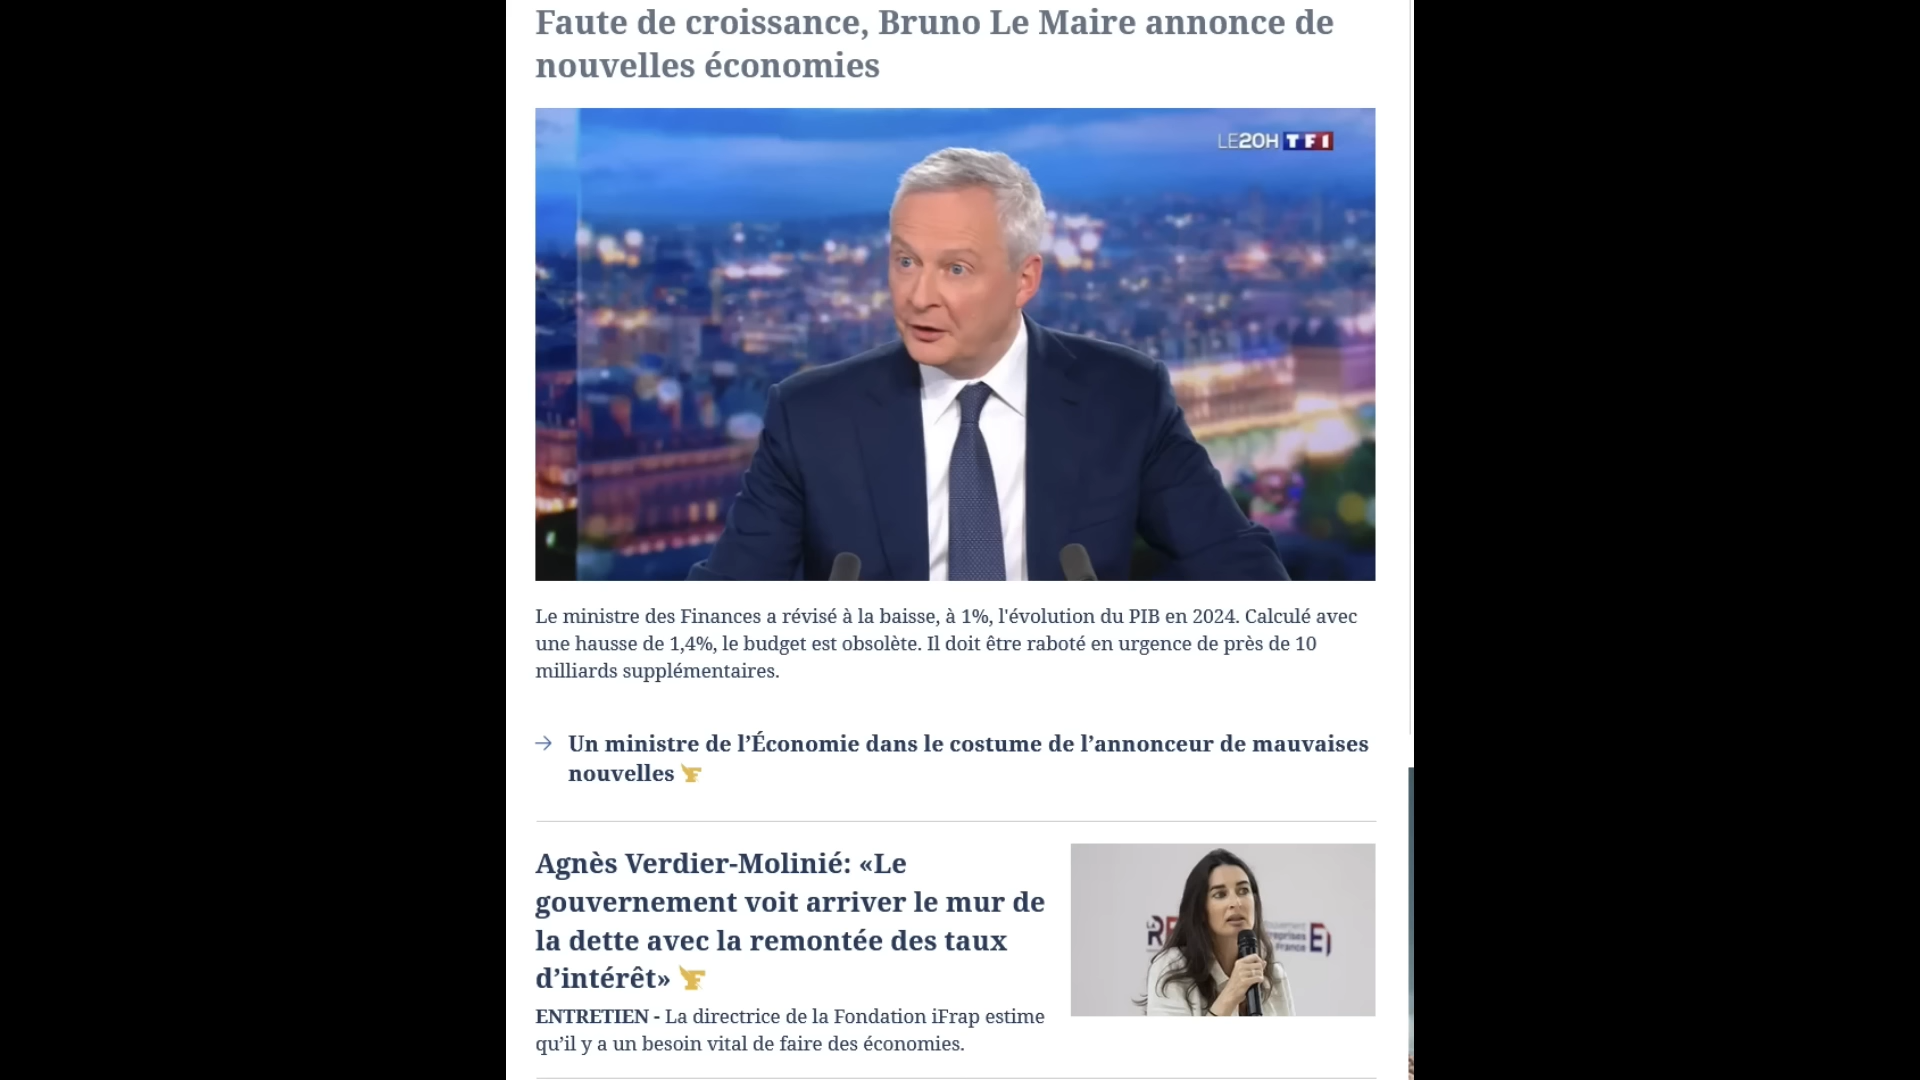 Faute de croissance, Bruno Le Maire annonce de
nouvelles économies
LE20H TF1
Le ministre des Finances a révisé à la baisse, à 1%, l'évolution du PIB en 2024. Calculé avec
une hausse de 1,4%, le budget est obsolète. Il doit être raboté en urgence de près de 10
milliards supplémentaires.
Un ministre de l’Économie dans le costume de l’annonceur de mauvaises
nouvelles
Agnès Verdier-Molinié: «Le
gouvernement voit arriver le mur de
la dette avec la remontée des taux
d’intérêt»
ENTRETIEN - La directrice de la Fondation iFrap estime
qu’il y a un besoin vital de faire des économies.